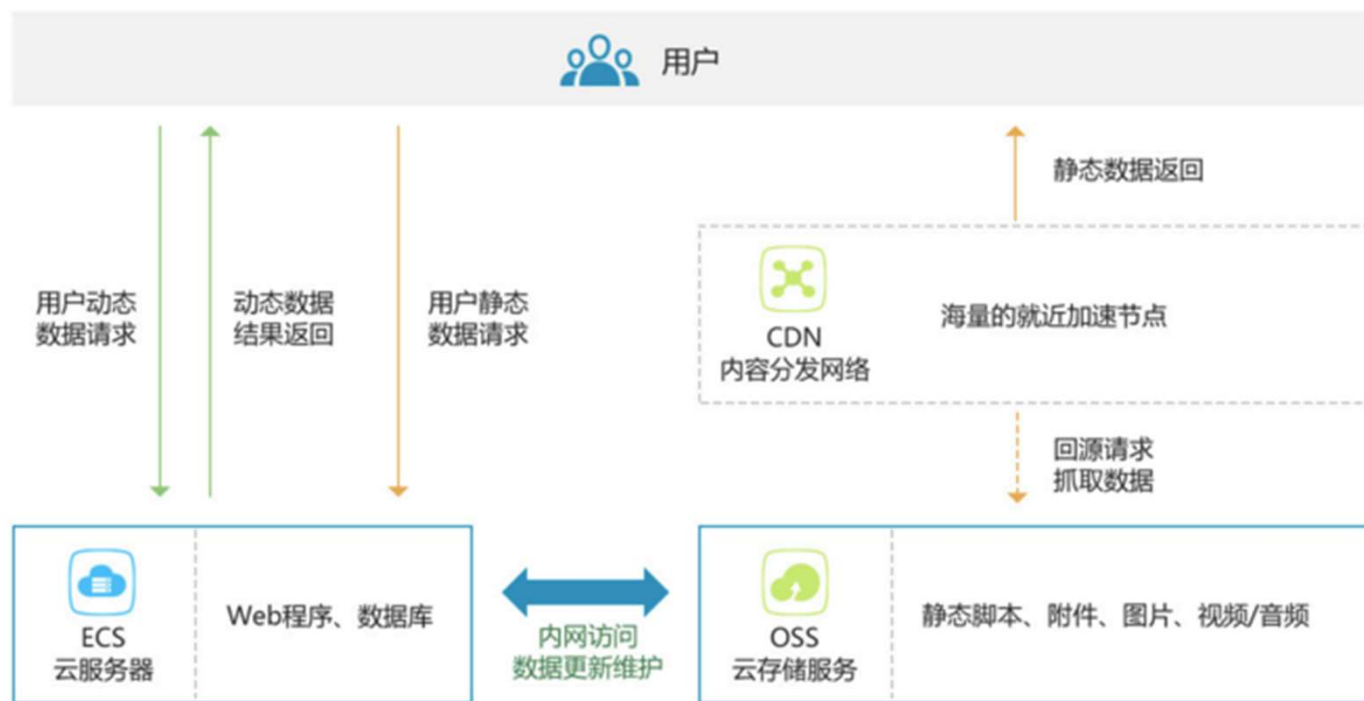 用户
静态数据返回
用户动态
数据请求
动态数据
结果返回
用户静态
数据请求
CDN
内容分发网络
海量的就近加速节点
回源请求
抓取数据
ECS
云服务器
Web程序、数据库
内网访问
数据更新维护
OSS
云存储服务
静态脚本、附件、图片、视频/音频